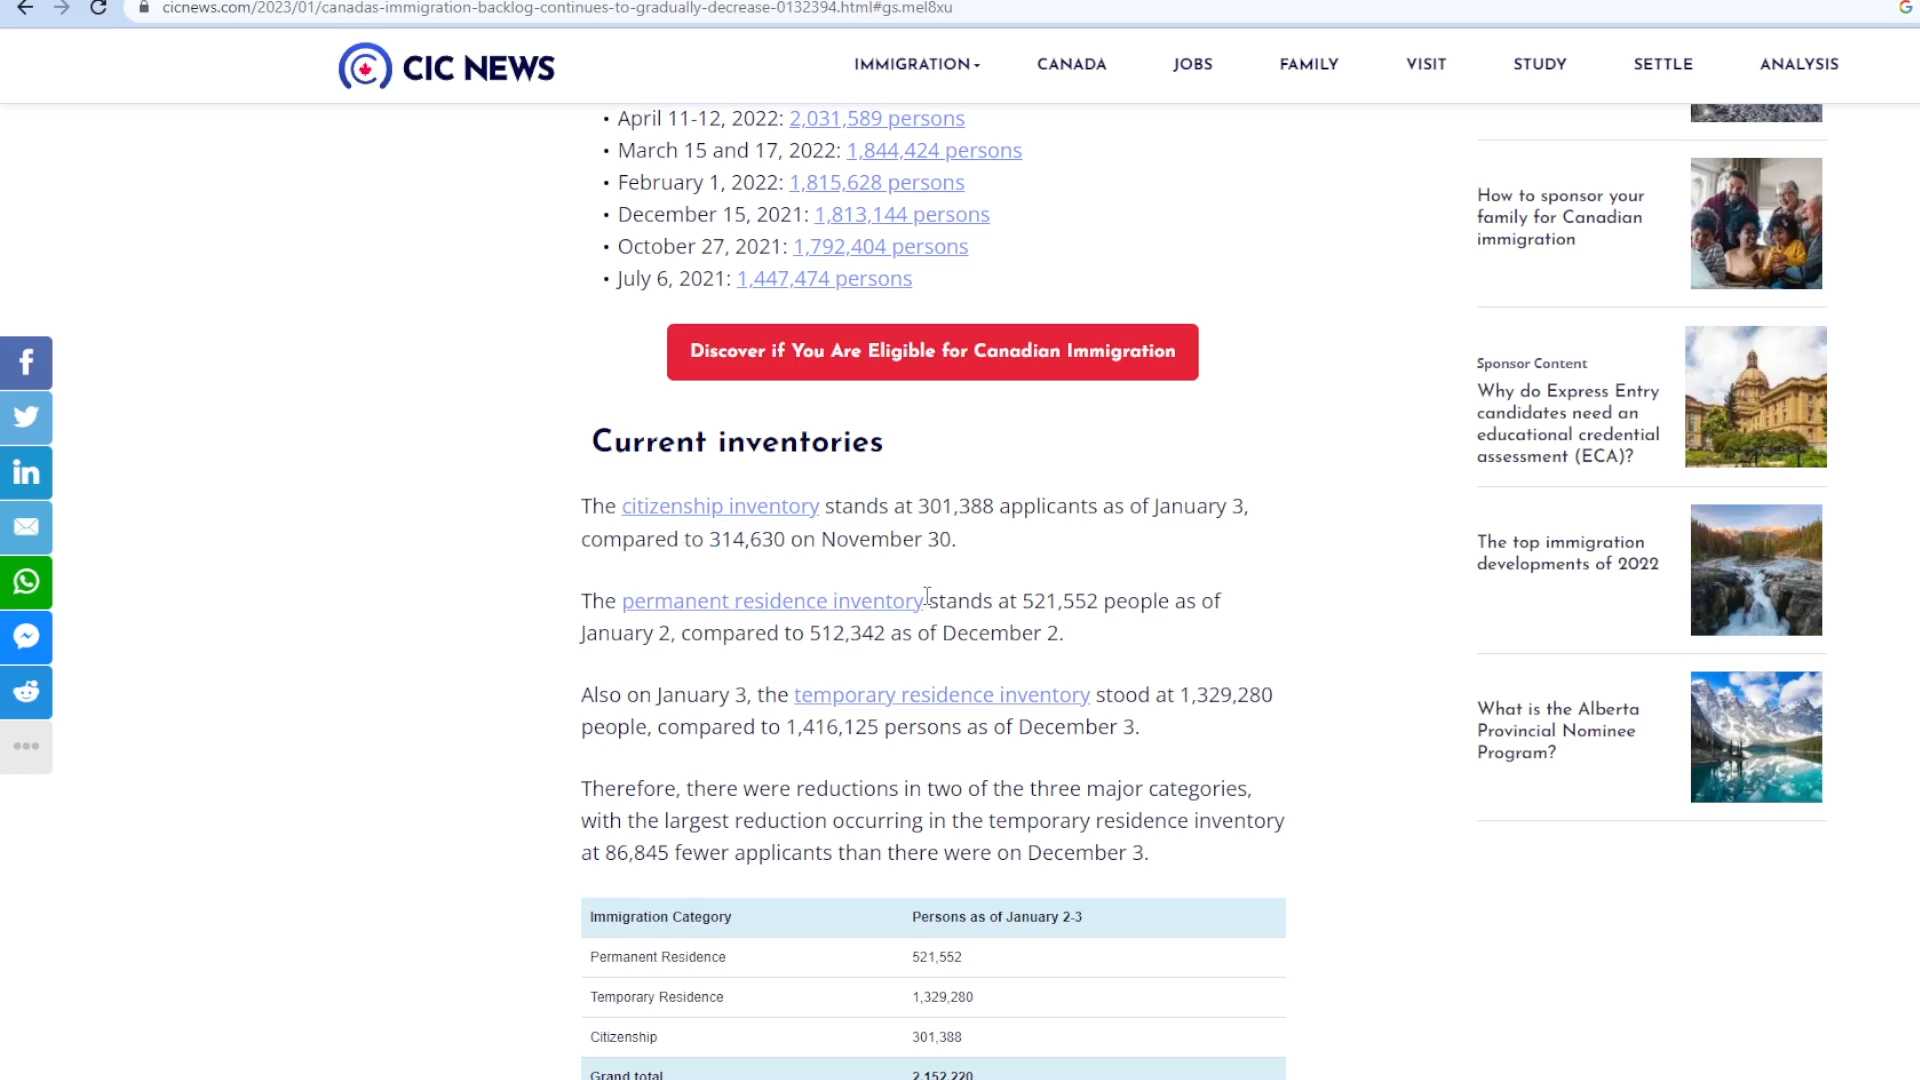 cicnews.com/2023/01/canadas-immigration-backlog-continues-to-gradually-decrease-0132394.html#gs.mel8xu
CIC NEWS
IMMIGRATION
CANADA
JOBS
FAMILY
VISIT
STUDY
SETTLE
ANALYSIS
• April 11-12, 2022: 2,031,589 persons
• March 15 and 17, 2022: 1,844,424 persons
• February 1, 2022: 1,815,628 persons
• December 15, 2021: 1,813,144 persons
• October 27, 2021: 1,792,404 persons
• July 6, 2021: 1,447,474 persons
Discover if You Are Eligible for Canadian Immigration
Current inventories
The citizenship inventory stands at 301,388 applicants as of January 3,
compared to 314,630 on November 30.
The permanent residence inventory stands at 521,552 people as of
January 2, compared to 512,342 as of December 2.
Also on January 3, the temporary residence inventory stood at 1,329,280
people, compared to 1,416,125 persons as of December 3.
Therefore, there were reductions in two of the three major categories,
with the largest reduction occurring in the temporary residence inventory
at 86,845 fewer applicants than there were on December 3.
Immigration Category Persons as of January 2-3
Permanent Residence 521,552
Temporary Residence 1,329,280
Citizenship 301,388
Grand total 2,152,220
How to sponsor your
family for Canadian
immigration
Sponsor Content
Why do Express Entry
candidates need an
educational credential
assessment (ECA)?
The top immigration
developments of 2022
What is the Alberta
Provincial Nominee
Program?